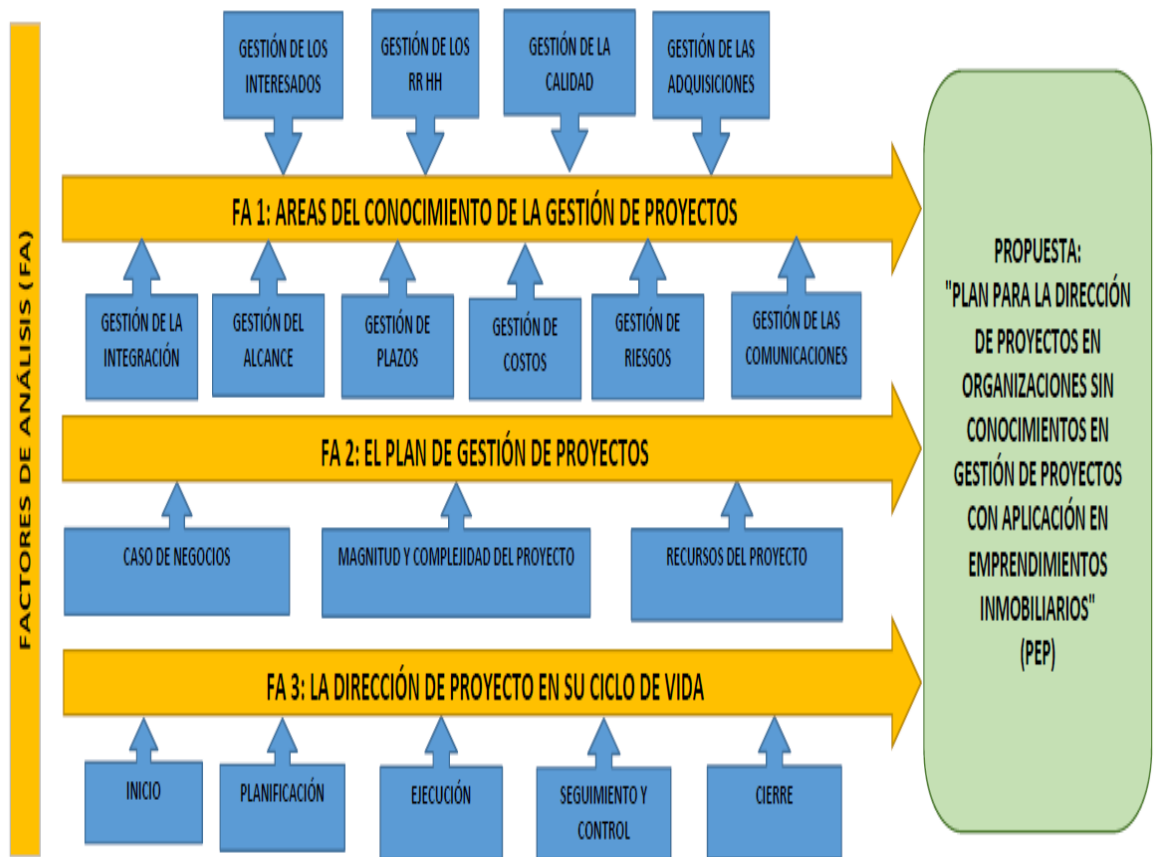 FACTORES DE ANÁLISIS (FA)
GESTIÓN DE LOS
INTERESADOS
GESTIÓN DE LOS
RR HH
GESTIÓN DE LA
CALIDAD
GESTIÓN DE LAS
ADQUISICIONES
FA 1: AREAS DEL CONOCIMIENTO DE LA GESTIÓN DE PROYECTOS
GESTIÓN DE LA
INTEGRACIÓN
GESTIÓN DEL
ALCANCE
GESTIÓN DE
PLAZOS
GESTIÓN DE
COSTOS
GESTIÓN DE
RIESGOS
GESTIÓN DE LAS
COMUNICACIONES
FA 2: EL PLAN DE GESTIÓN DE PROYECTOS
CASO DE NEGOCIOS
MAGNITUD Y COMPLEJIDAD DEL PROYECTO
RECURSOS DEL PROYECTO
FA 3: LA DIRECCIÓN DE PROYECTO EN SU CICLO DE VIDA
INICIO
PLANIFICACIÓN
EJECUCIÓN
SEGUIMIENTO Y
CONTROL
CIERRE
PROPUESTA:
"PLAN PARA LA DIRECCIÓN
DE PROYECTOS EN
ORGANIZACIONES SIN
CONOCIMIENTOS EN
GESTIÓN DE PROYECTOS
CON APLICACIÓN EN
EMPRENDIMIENTOS
INMOBILIARIOS"
(PEP)